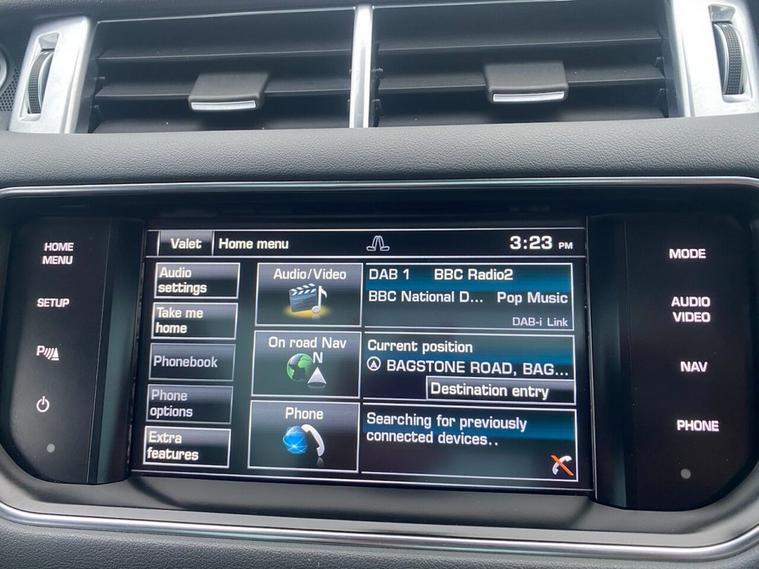 HOME
MENU
SETUP
P
Valet
Home menu
3:23 PM
Audio
settings
Take me
home
Phonebook
Phone
options
Extra
features
Audio/Video
On road Nav
N
Phone
DAB 1 BBC Radio2
BBC National D... Pop Music
DAB-i Link
Current position
BAGSTONE ROAD, BAG...
Destination entry
Searching for previously
connected devices..
MODE
AUDIO
VIDEO
NAV
PHONE